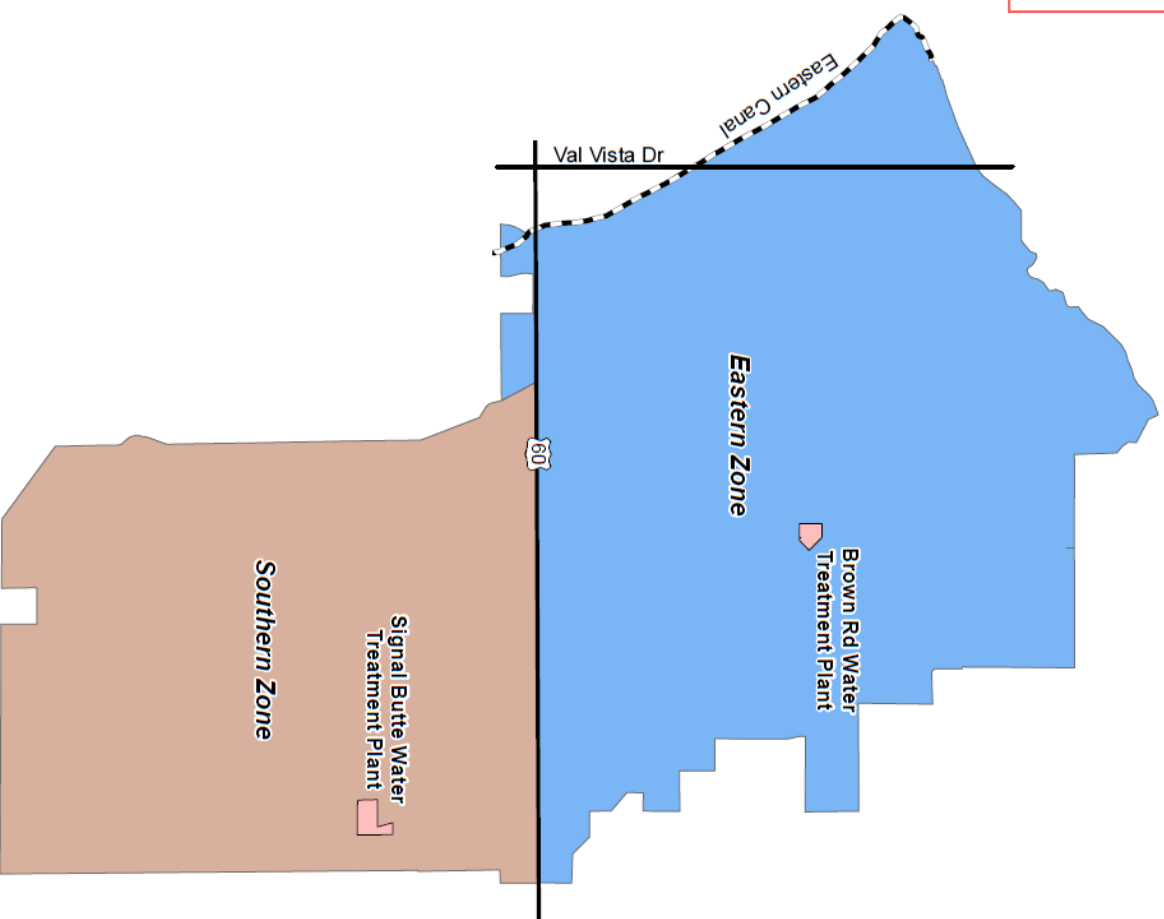 Eastern Canal
Val Vista Dr
Eastern Zone
60
Brown Rd Water
Treatment Plant
Southern Zone
Signal Butte Water
Treatment Plant